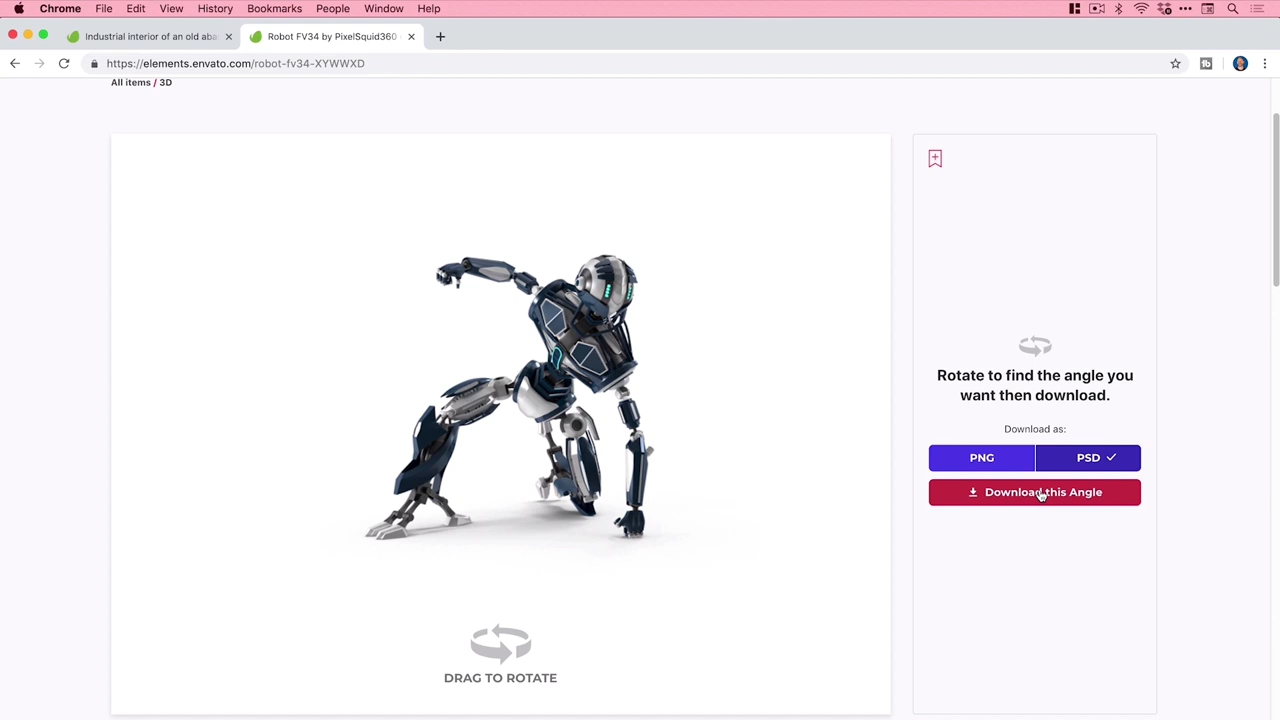 Chrome File Edit View History Bookmarks People Window Help
Industrial interior of an old aba
Robot FV34 by PixelSquid360
https://elements.envato.com/robot-fv34-XYWWXD
All items / 3D
Rotate to find the angle you
want then download.
Download as:
PNG
PSD
Download this Angle
DRAG TO ROTATE